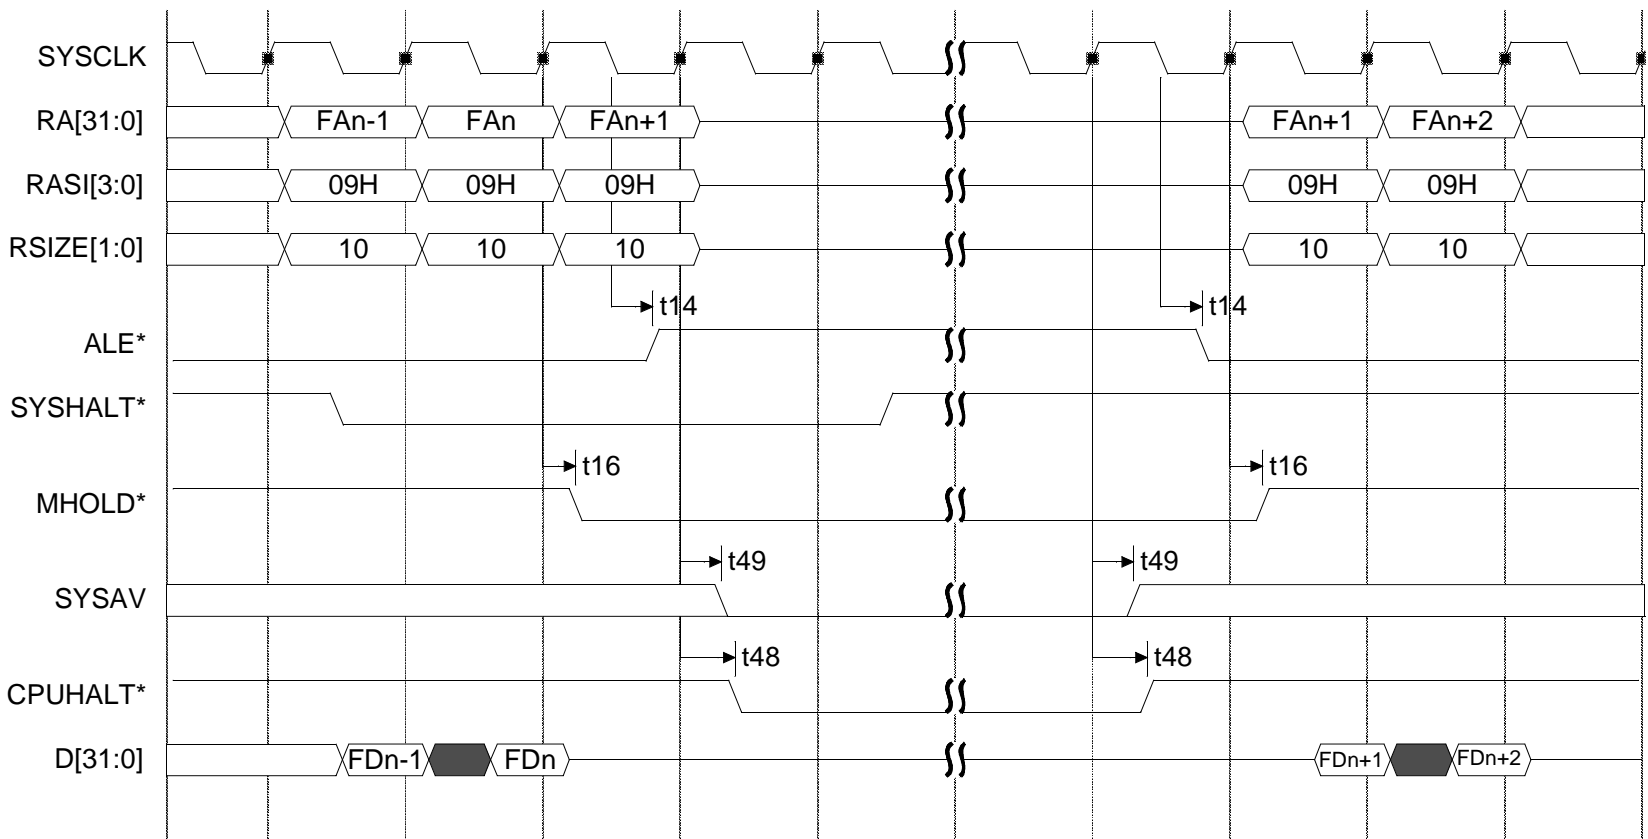 SYSCLK
RA[31:0] FAn-1 FAn FAn+1 FAn+1 FAn+2
RASI[3:0] 09H 09H 09H 09H 09H
RSIZE[1:0] 10 10 10 10 10
t14 t14
ALE*
SYSHALT*
t16 t16
MHOLD*
t49 t49
SYSAV
t48 t48
CPUHALT*
D[31:0] FDn-1 FDn FDn+1 FDn+2